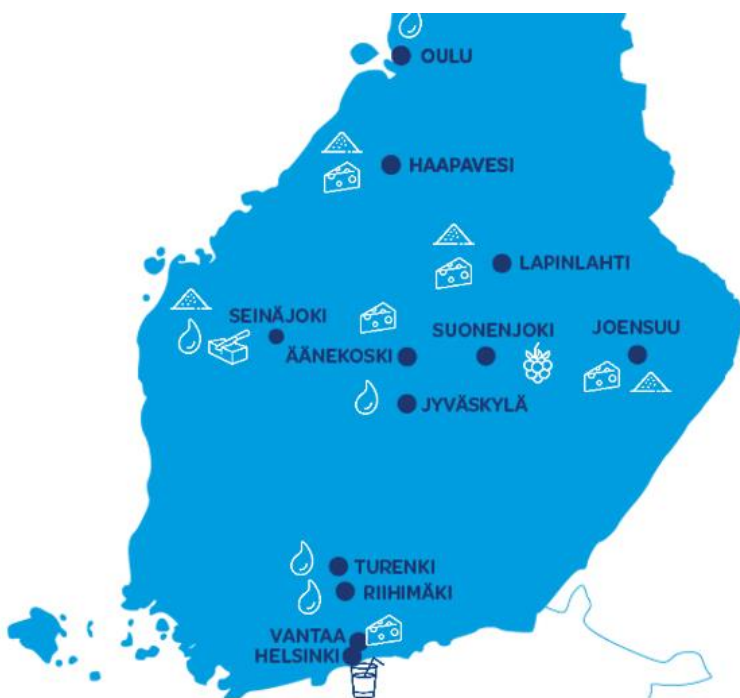 OULU
HAAPAVESI
LAPINLAHTI
SEINÄJOKI
SUONENJOKI
JOENSUU
ÄÄNEKOSKI
JYVÄSKYLÄ
TURENKI
RIIHIMÄKI
VANTAA
HELSINKI